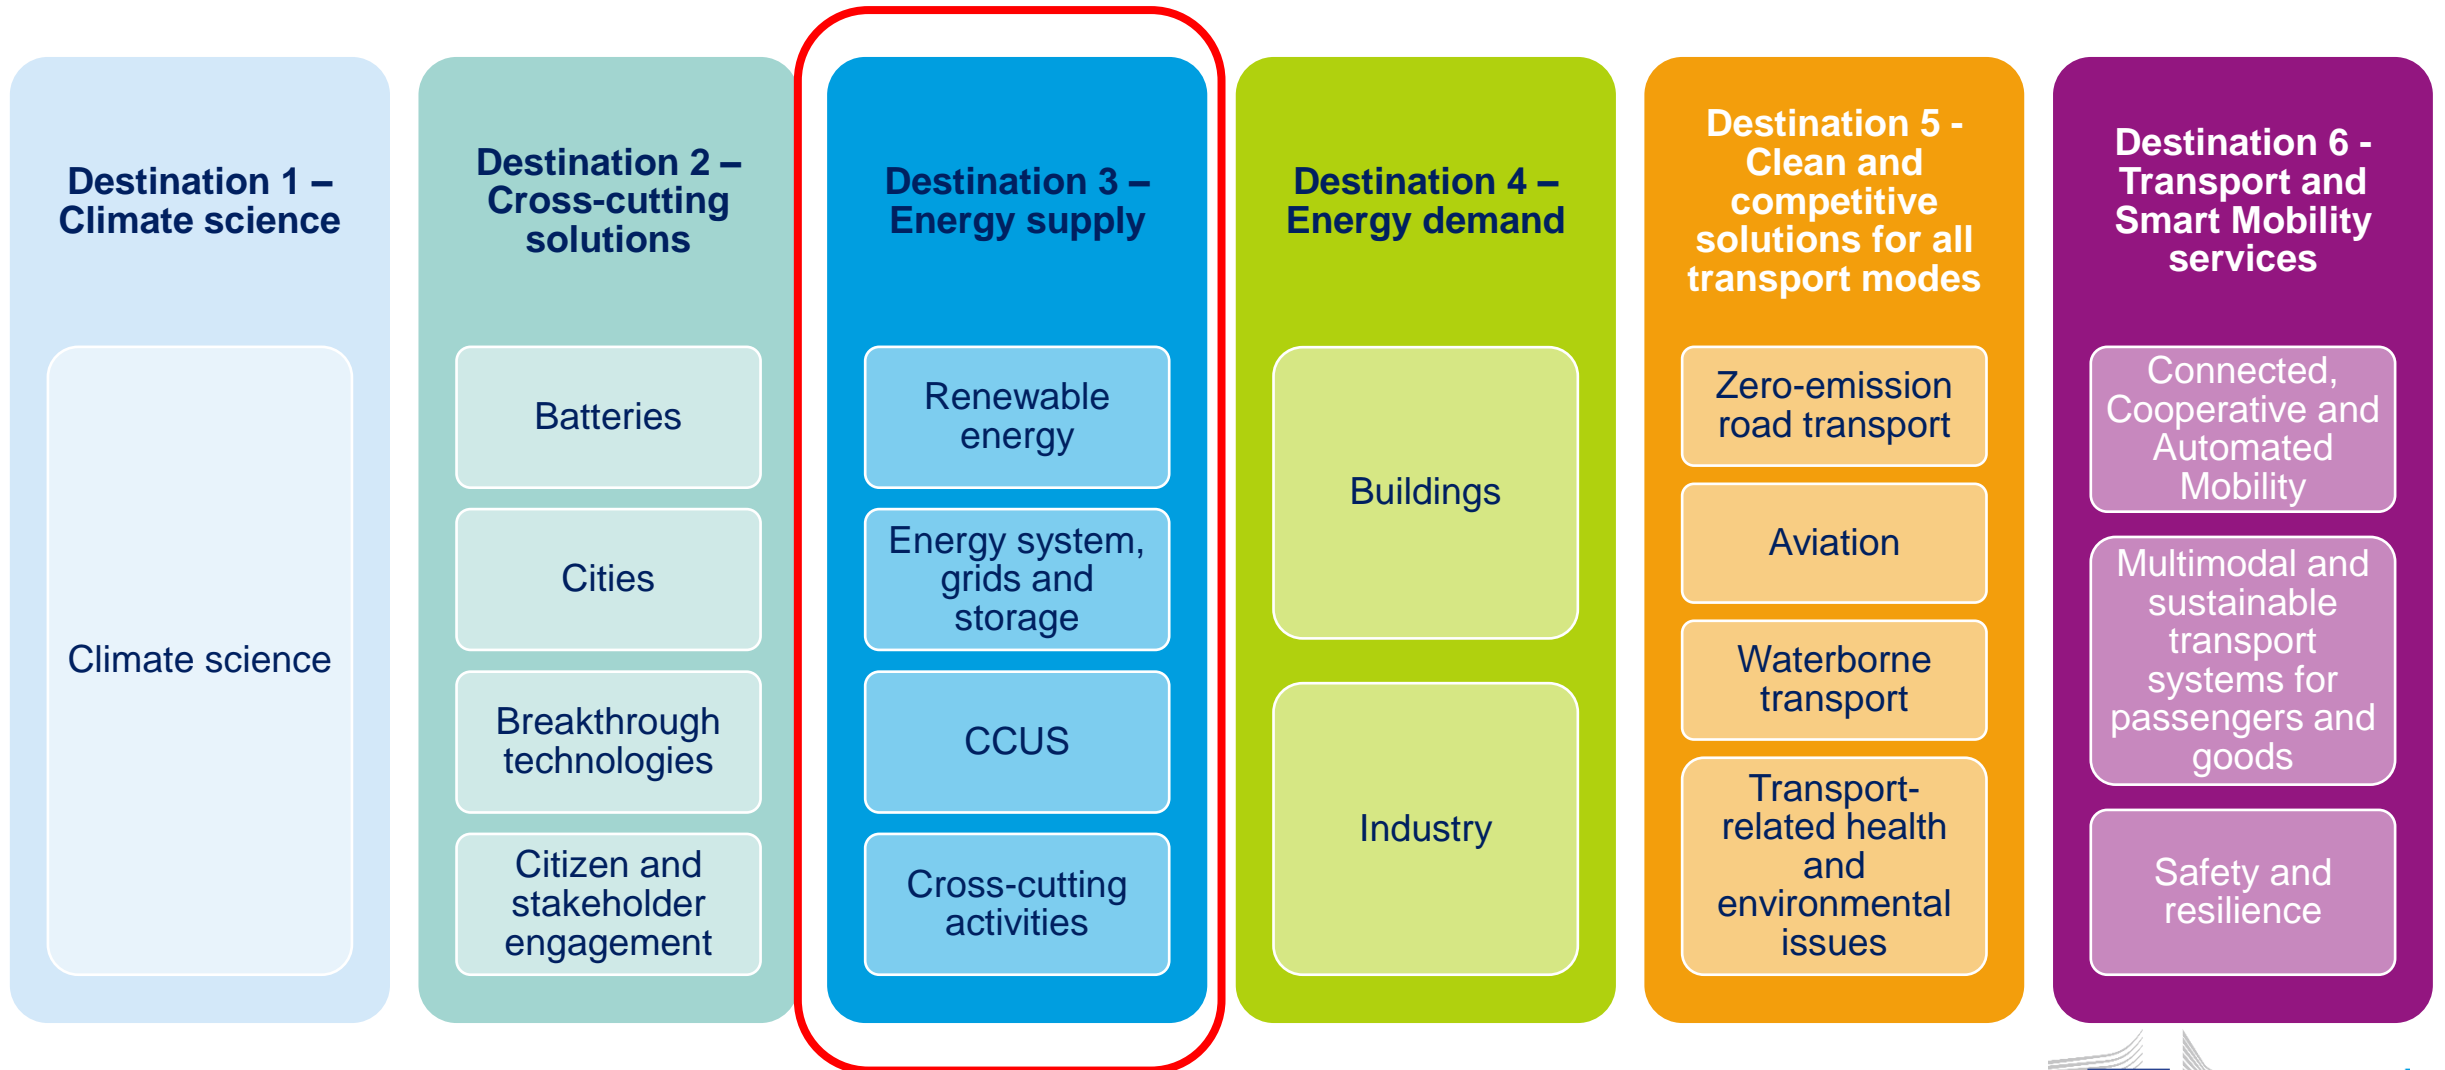 Destination 1 –
Climate science
Climate science
Destination 2 –
Cross-cutting
solutions
Batteries
Cities
Breakthrough
technologies
Citizen and
stakeholder
engagement
Destination 3 –
Energy supply
Renewable
energy
Energy system,
grids and
storage
CCUS
Cross-cutting
activities
Destination 4 –
Energy demand
Buildings
Industry
Destination 5 -
Clean and
competitive
solutions for all
transport modes
Zero-emission
road transport
Aviation
Waterborne
transport
Transport-
related health
and
environmental
issues
Destination 6 -
Transport and
Smart Mobility
services
Connected,
Cooperative and
Automated
Mobility
Multimodal and
sustainable
transport
systems for
passengers and
goods
Safety and
resilience